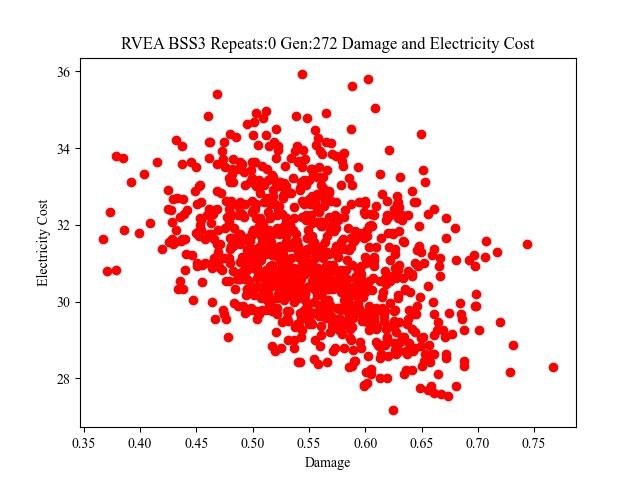 RVEA BSS3 Repeats:0 Gen:272 Damage and Electricity Cost
36
34
32
30
28
Electricity Cost
0.35 0.40 0.45 0.50 0.55 0.60 0.65 0.70 0.75
Damage